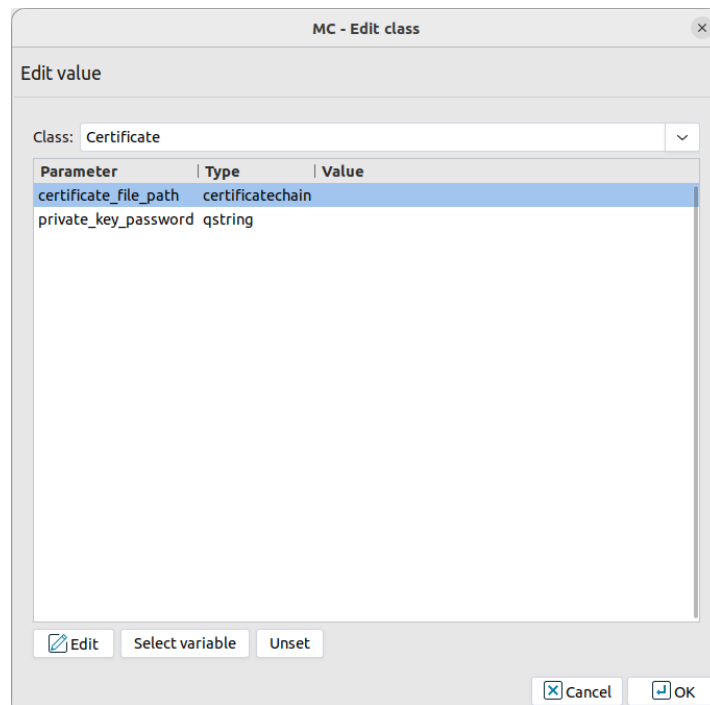 MC - Edit class
Edit value
Class: Certificate
Parameter Type Value
certificate_file_path certificatechain
private_key_password qstring
Edit Select variable Unset
Cancel OK